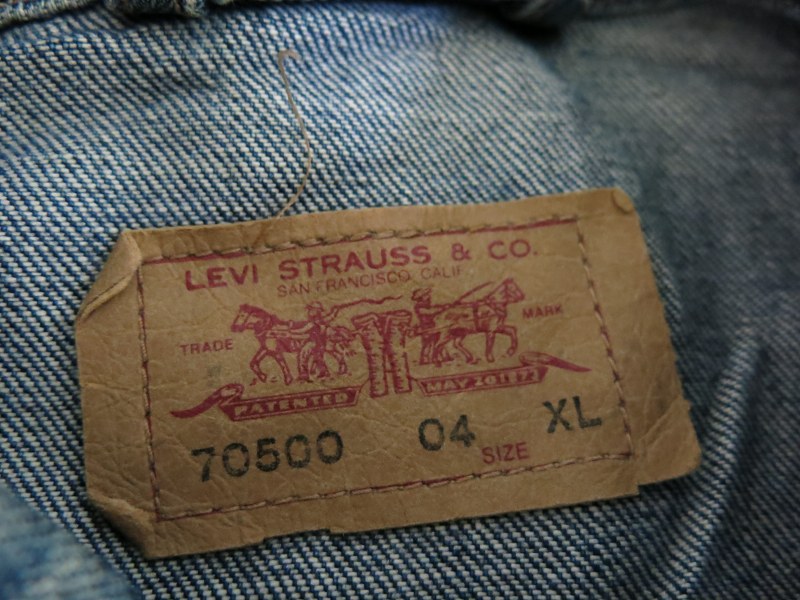 LEVI STRAUSS & CO.
SAN FRANCISCO, CALIF
TRADE MARK
PATENTED MAY 20 1873
70500 04 SIZE XL